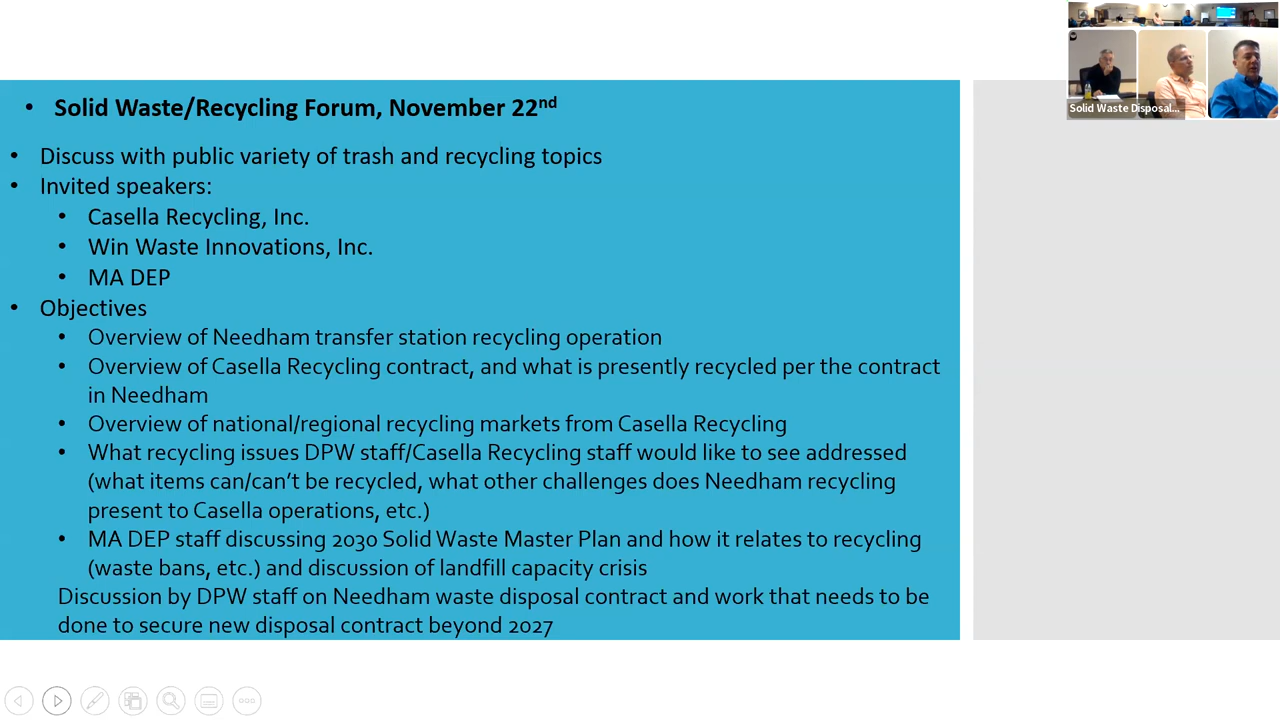 Solid Waste Disposal...
• Solid Waste/Recycling Forum, November 22nd
• Discuss with public variety of trash and recycling topics
• Invited speakers:
• Casella Recycling, Inc.
• Win Waste Innovations, Inc.
• MA DEP
• Objectives
• Overview of Needham transfer station recycling operation
• Overview of Casella Recycling contract, and what is presently recycled per the contract
in Needham
• Overview of national/regional recycling markets from Casella Recycling
• What recycling issues DPW staff/Casella Recycling staff would like to see addressed
(what items can/can’t be recycled, what other challenges does Needham recycling
present to Casella operations, etc.)
• MA DEP staff discussing 2030 Solid Waste Master Plan and how it relates to recycling
(waste bans, etc.) and discussion of landfill capacity crisis
Discussion by DPW staff on Needham waste disposal contract and work that needs to be
done to secure new disposal contract beyond 2027